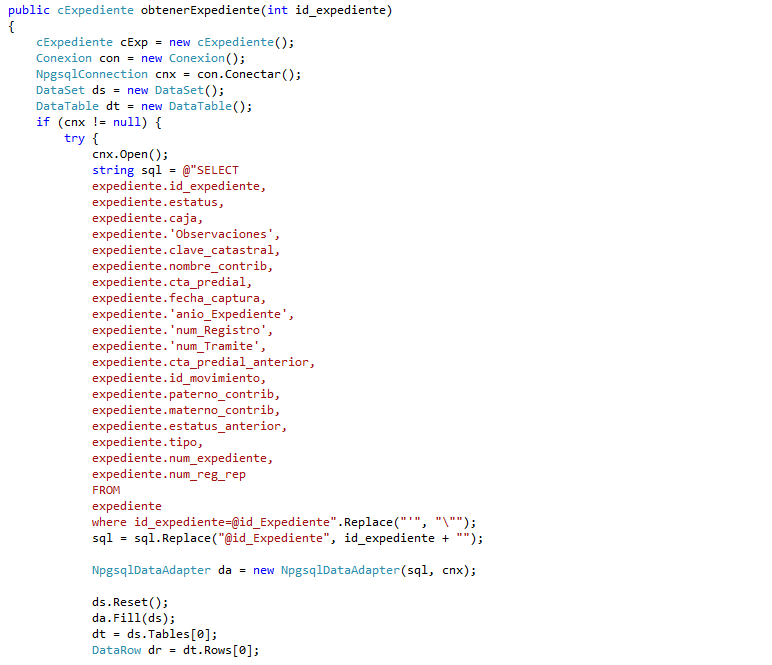 public cExpediente obtenerExpediente(int id_expediente)
{
    cExpediente cExp = new cExpediente();
    Conexion con = new Conexion();
    NpgsqlConnection cnx = con.Conectar();
    DataSet ds = new DataSet();
    DataTable dt = new DataTable();
    if (cnx != null) {
        try {
            cnx.Open();
            string sql = @"SELECT
            expediente.id_expediente,
            expediente.estatus,
            expediente.caja,
            expediente.'Observaciones',
            expediente.clave_catastral,
            expediente.nombre_contrib,
            expediente.cta_predial,
            expediente.fecha_captura,
            expediente.'anio_Expediente',
            expediente.'num_Registro',
            expediente.'num_Tramite',
            expediente.cta_predial_anterior,
            expediente.id_movimiento,
            expediente.paterno_contrib,
            expediente.materno_contrib,
            expediente.estatus_anterior,
            expediente.tipo,
            expediente.num_expediente,
            expediente.num_reg_rep
            FROM
            expediente
            where id_expediente=@id_Expediente".Replace("'", "\"");
            sql = sql.Replace("@id_Expediente", id_expediente + "");

            NpgsqlDataAdapter da = new NpgsqlDataAdapter(sql, cnx);

            ds.Reset();
            da.Fill(ds);
            dt = ds.Tables[0];
            DataRow dr = dt.Rows[0];